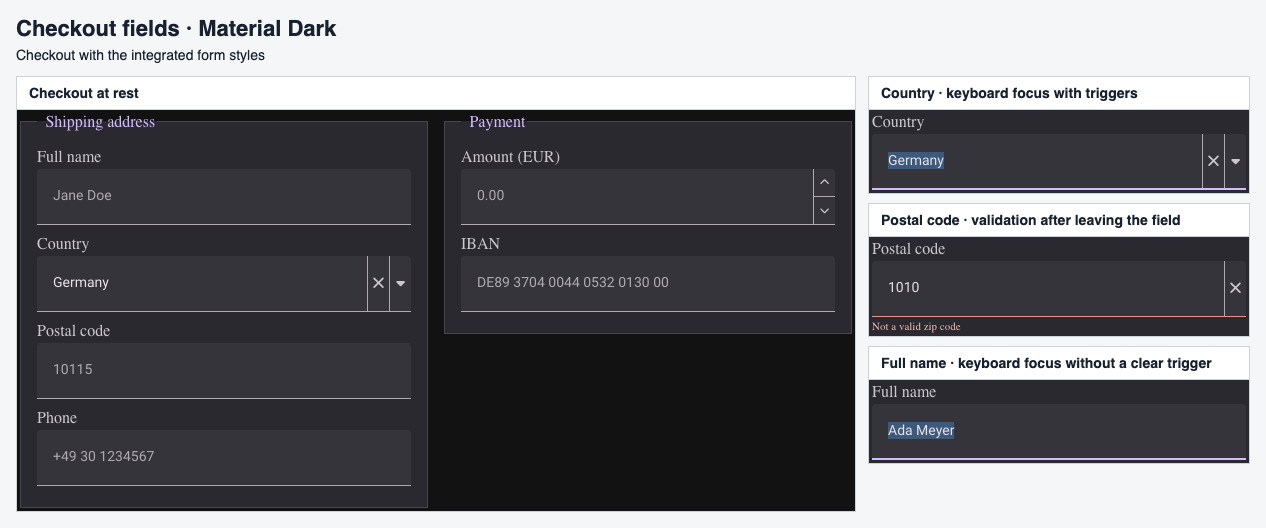 Checkout fields · Material Dark
Checkout with the integrated form styles
Checkout at rest
Shipping address
Full name
Jane Doe
Country
Germany
Postal code
10115
Phone
+49 30 1234567
Payment
Amount (EUR)
0.00
IBAN
DE89 3704 0044 0532 0130 00
Country · keyboard focus with triggers
Country
Germany
Postal code · validation after leaving the field
Postal code
1010
Not a valid zip code
Full name · keyboard focus without a clear trigger
Full name
Ada Meyer